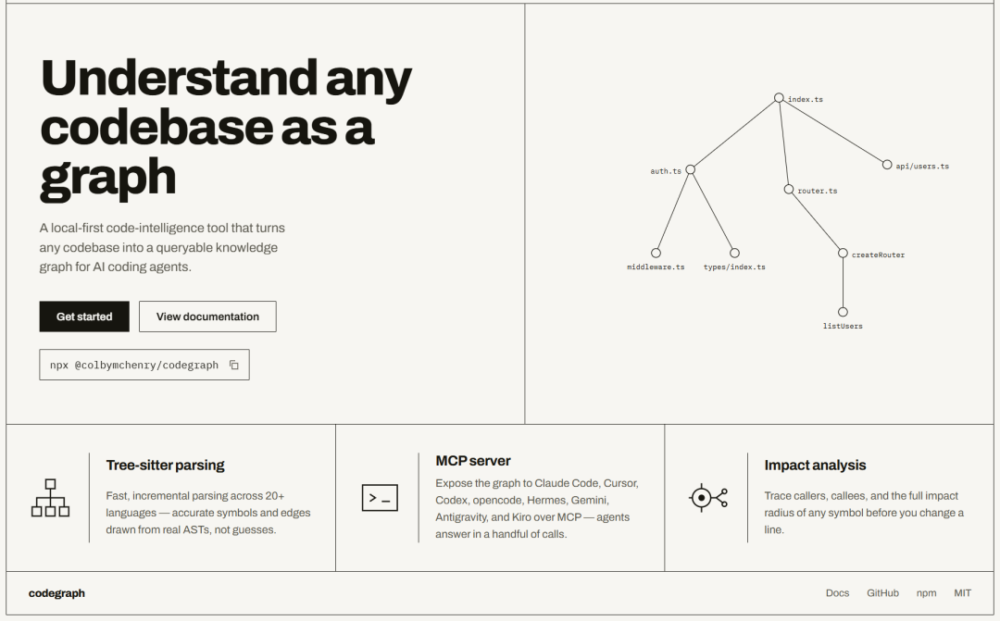 Understand any
codebase as a
graph
A local-first code-intelligence tool that turns
any codebase into a queryable knowledge
graph for AI coding agents.
Get started
View documentation
npx @colbymchenry/codegraph
index.ts
auth.ts
api/users.ts
router.ts
middleware.ts
types/index.ts
createRouter
listUsers
Tree-sitter parsing
Fast, incremental parsing across 20+
languages — accurate symbols and edges
drawn from real ASTs, not guesses.
MCP server
Expose the graph to Claude Code, Cursor,
Codex, opencode, Hermes, Gemini,
Antigravity, and Kiro over MCP — agents
answer in a handful of calls.
Impact analysis
Trace callers, callees, and the full impact
radius of any symbol before you change a
line.
codegraph
Docs
GitHub
npm
MIT